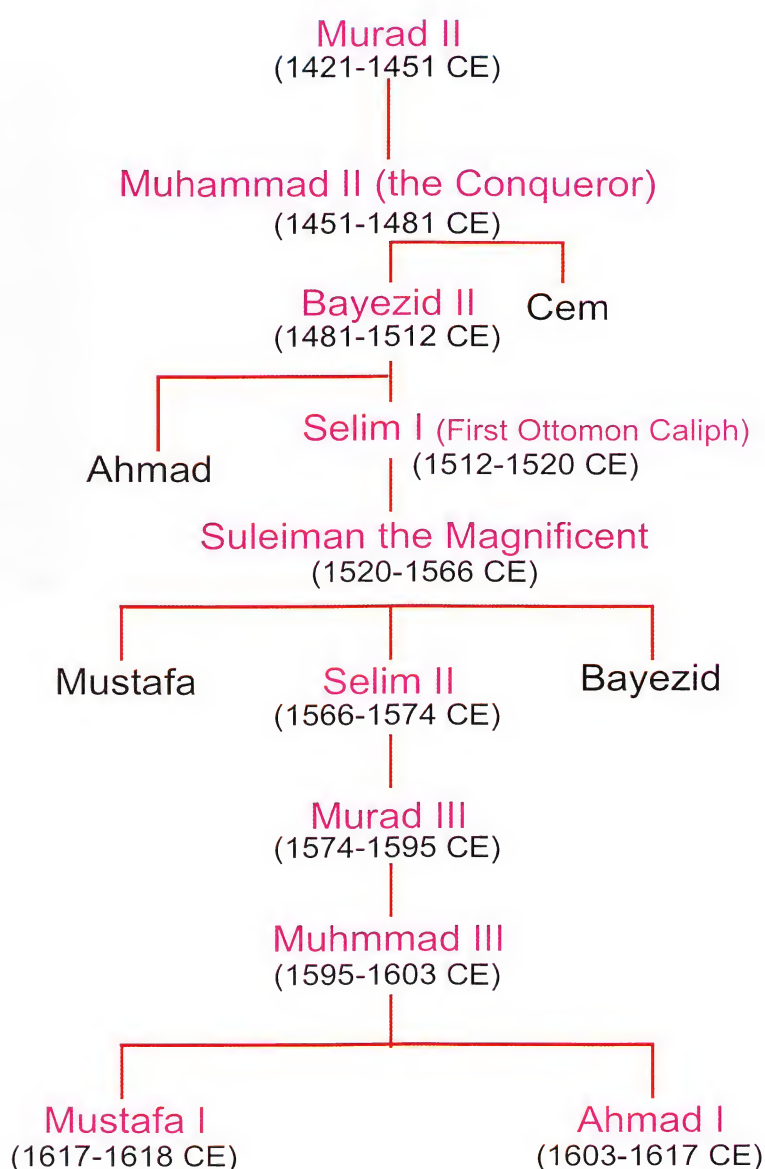 Murad II
(1421-1451 CE)
Muhammad II (the Conqueror)
(1451-1481 CE)
Bayezid II
Cem
(1481-1512 CE)
Selim I (First Ottomon Caliph)
Ahmad
(1512-1520 CE)
Suleiman the Magnificent
(1520-1566 CE)
Mustafa
Selim II
Bayezid
(1566-1574 CE)
Murad III
(1574-1595 CE)
Muhmmad III
(1595-1603 CE)
Mustafa I
Ahmad I
(1617-1618 CE)
(1603-1617 CE)